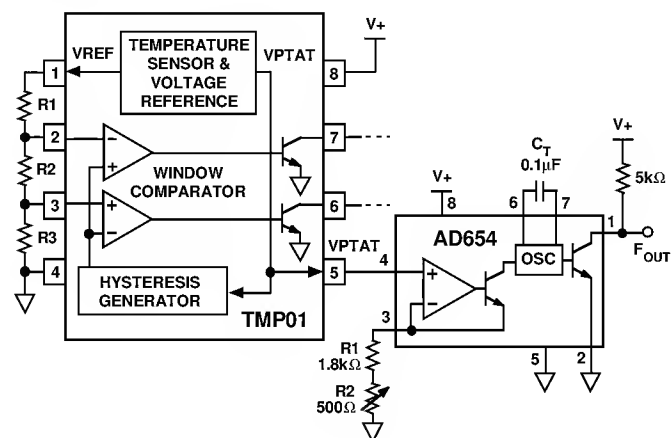 V+
TEMPERATURE
SENSOR &
VOLTAGE
REFERENCE
VREF
VPTAT
1
8
R1
2
7
R2
WINDOW
COMPARATOR
3
6
R3
VPTAT
4
5
HYSTERESIS
GENERATOR
TMP01
CT
0.1μF
V+
V+
5kΩ
8
6
7
1
AD654
OSC
FOUT
4
3
R1
1.8kΩ
R2
500Ω
5
2